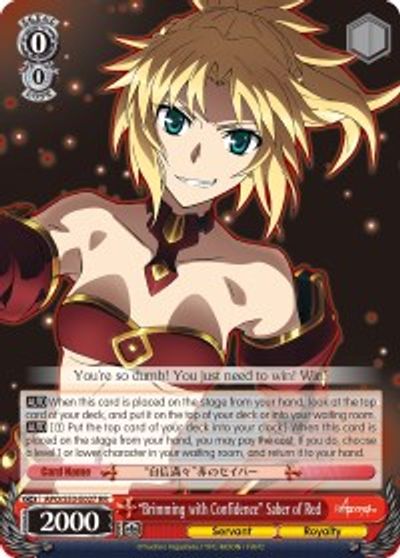 LEVEL
0
0
You're so dumb! You just need to win! Win!
AUTO When this card is placed on the stage from your hand, look at the top
card of your deck, and put it on the top of your deck or into your waiting room.
AUTO [① Put the top card of your deck into your clock] When this card is
placed on the stage from your hand, you may pay the cost. If you do, choose
a level 1 or lower character in your waiting room, and return it to your hand.
Card Name
"自信満々" 赤のセイバー
2000
"Brimming with Confidence" Saber of Red
Servant
Royalty